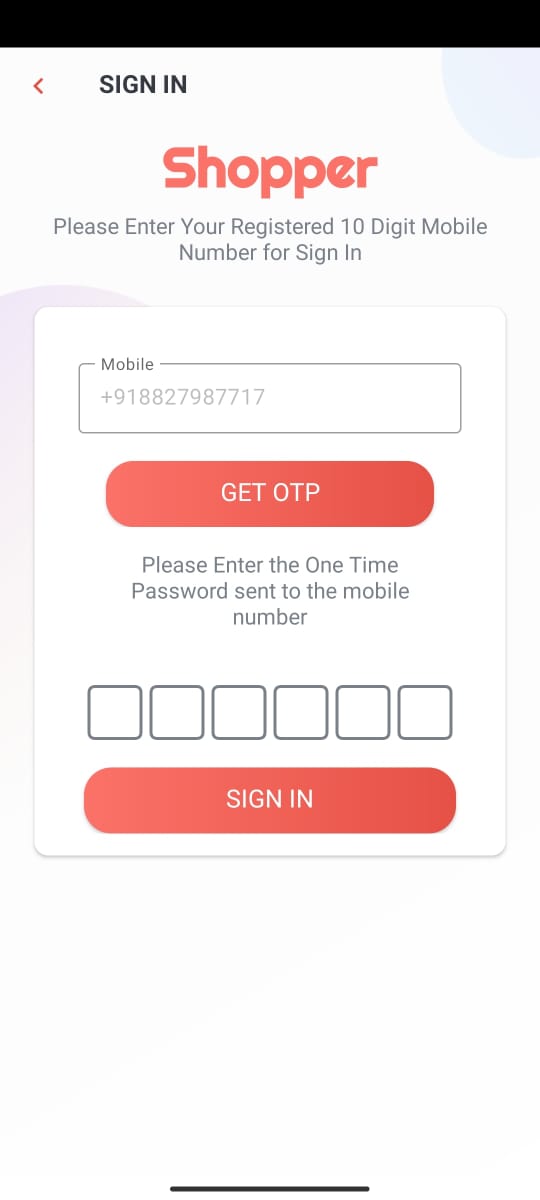 SIGN IN
Shopper
Please Enter Your Registered 10 Digit Mobile
Number for Sign In
Mobile
+918827987717
GET OTP
Please Enter the One Time
Password sent to the mobile
number
SIGN IN